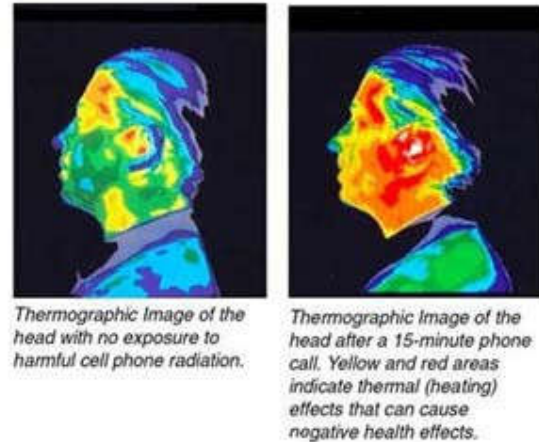 Thermographic Image of the
head with no exposure to
harmful cell phone radiation.
Thermographic Image of the
head after a 15-minute phone
call. Yellow and red areas
indicate thermal (heating)
effects that can cause
negative health effects.